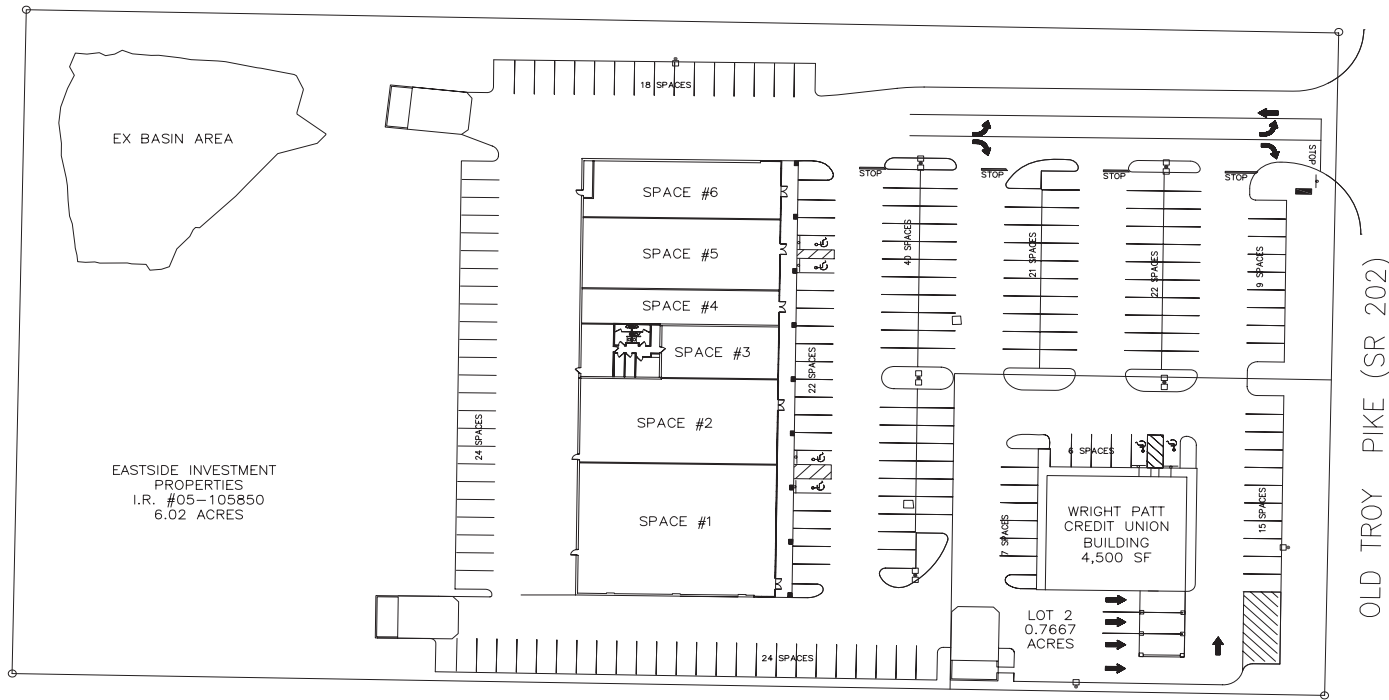 18 SPACES
EX BASIN AREA
STOP
STOP
STOP
STOP
STOP
SPACE #6
SPACE #5
SPACE #4
SPACE #3
SPACE #2
SPACE #1
24 SPACES
22 SPACES
40 SPACES
21 SPACES
22 SPACES
9 SPACES
OLD TROY PIKE (SR 202)
EASTSIDE INVESTMENT
PROPERTIES
I.R. #05-105850
6.02 ACRES
6 SPACES
7 SPACES
15 SPACES
WRIGHT PATT
CREDIT UNION
BUILDING
4,500 SF
LOT 2
0.7667
ACRES
24 SPACES